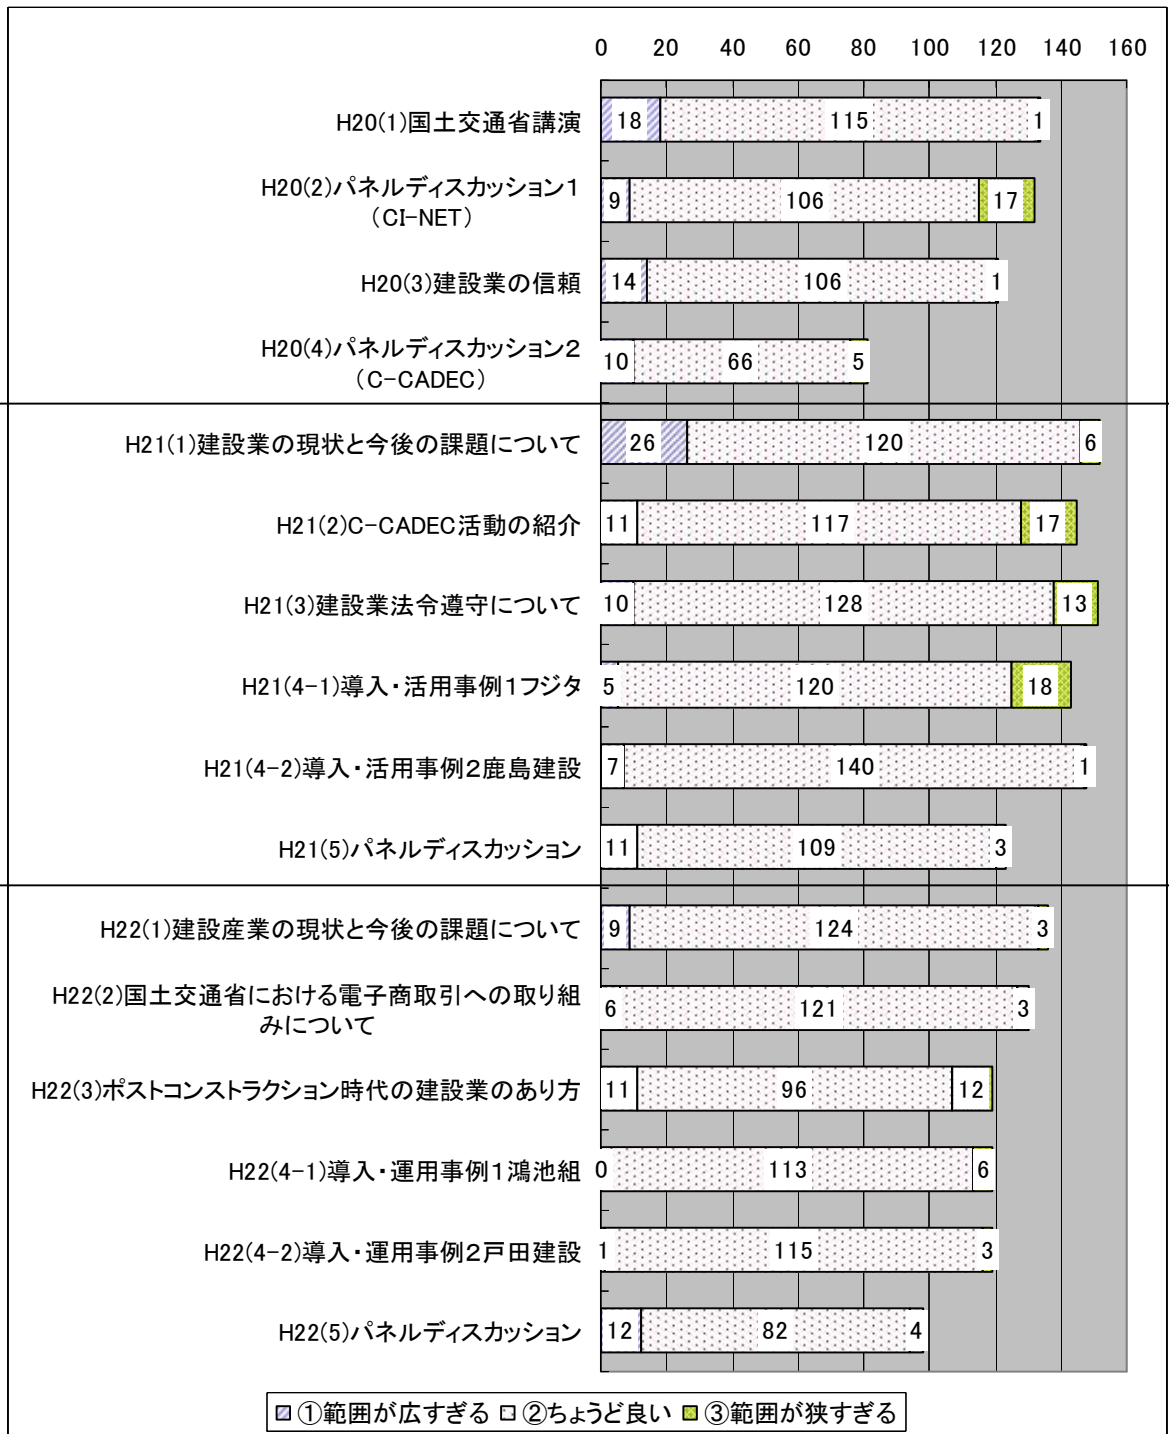 0 20 40 60 80 100 120 140 160
H20(1)国土交通省講演 18 115 1
H20(2)パネルディスカッション1
(CI-NET) 9 106 17
H20(3)建設業の信頼 14 106 1
H20(4)パネルディスカッション2
(C-CADEC) 10 66 5
H21(1)建設業の現状と今後の課題について 26 120 6
H21(2)C-CADEC活動の紹介 11 117 17
H21(3)建設業法令遵守について 10 128 13
H21(4-1)導入・活用事例1フジタ 5 120 18
H21(4-2)導入・活用事例2鹿島建設 7 140 1
H21(5)パネルディスカッション 11 109 3
H22(1)建設産業の現状と今後の課題について 9 124 3
H22(2)国土交通省における電子商取引への取り組
みについて 6 121 3
H22(3)ポストコンストラクション時代の建設業のあり方 11 96 12
H22(4-1)導入・運用事例1鴻池組 0 113 6
H22(4-2)導入・運用事例2戸田建設 1 115 3
H22(5)パネルディスカッション 12 82 4
①範囲が広すぎる ②ちょうど良い ③範囲が狭すぎる